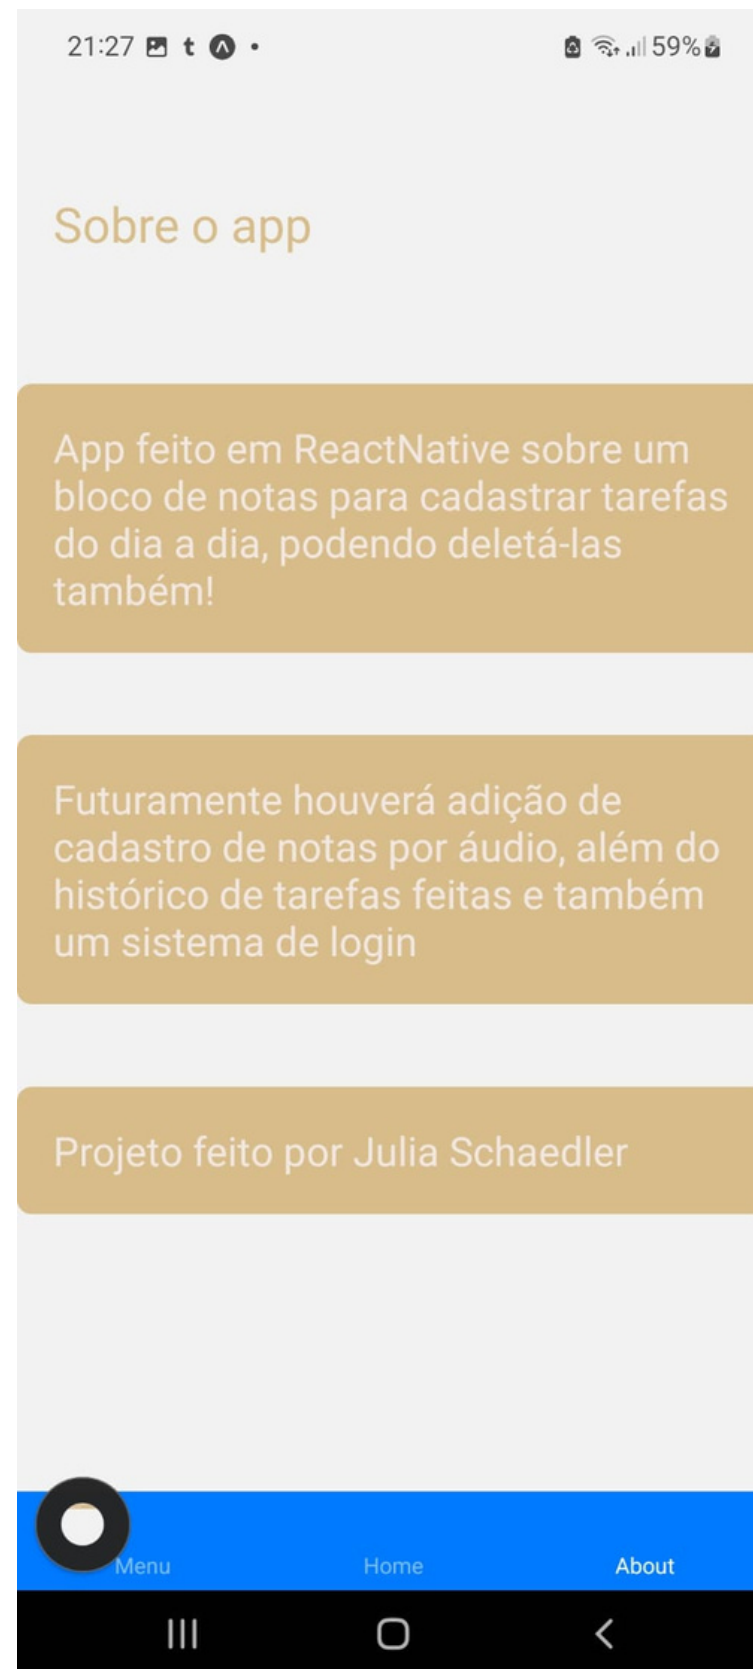 21:27 t 59%
Sobre o app
App feito em ReactNative sobre um
bloco de notas para cadastrar tarefas
do dia a dia, podendo deletá-las
também!
Futuramente houverá adição de
cadastro de notas por áudio, além do
histórico de tarefas feitas e também
um sistema de login
Projeto feito por Julia Schaedler
Menu Home About